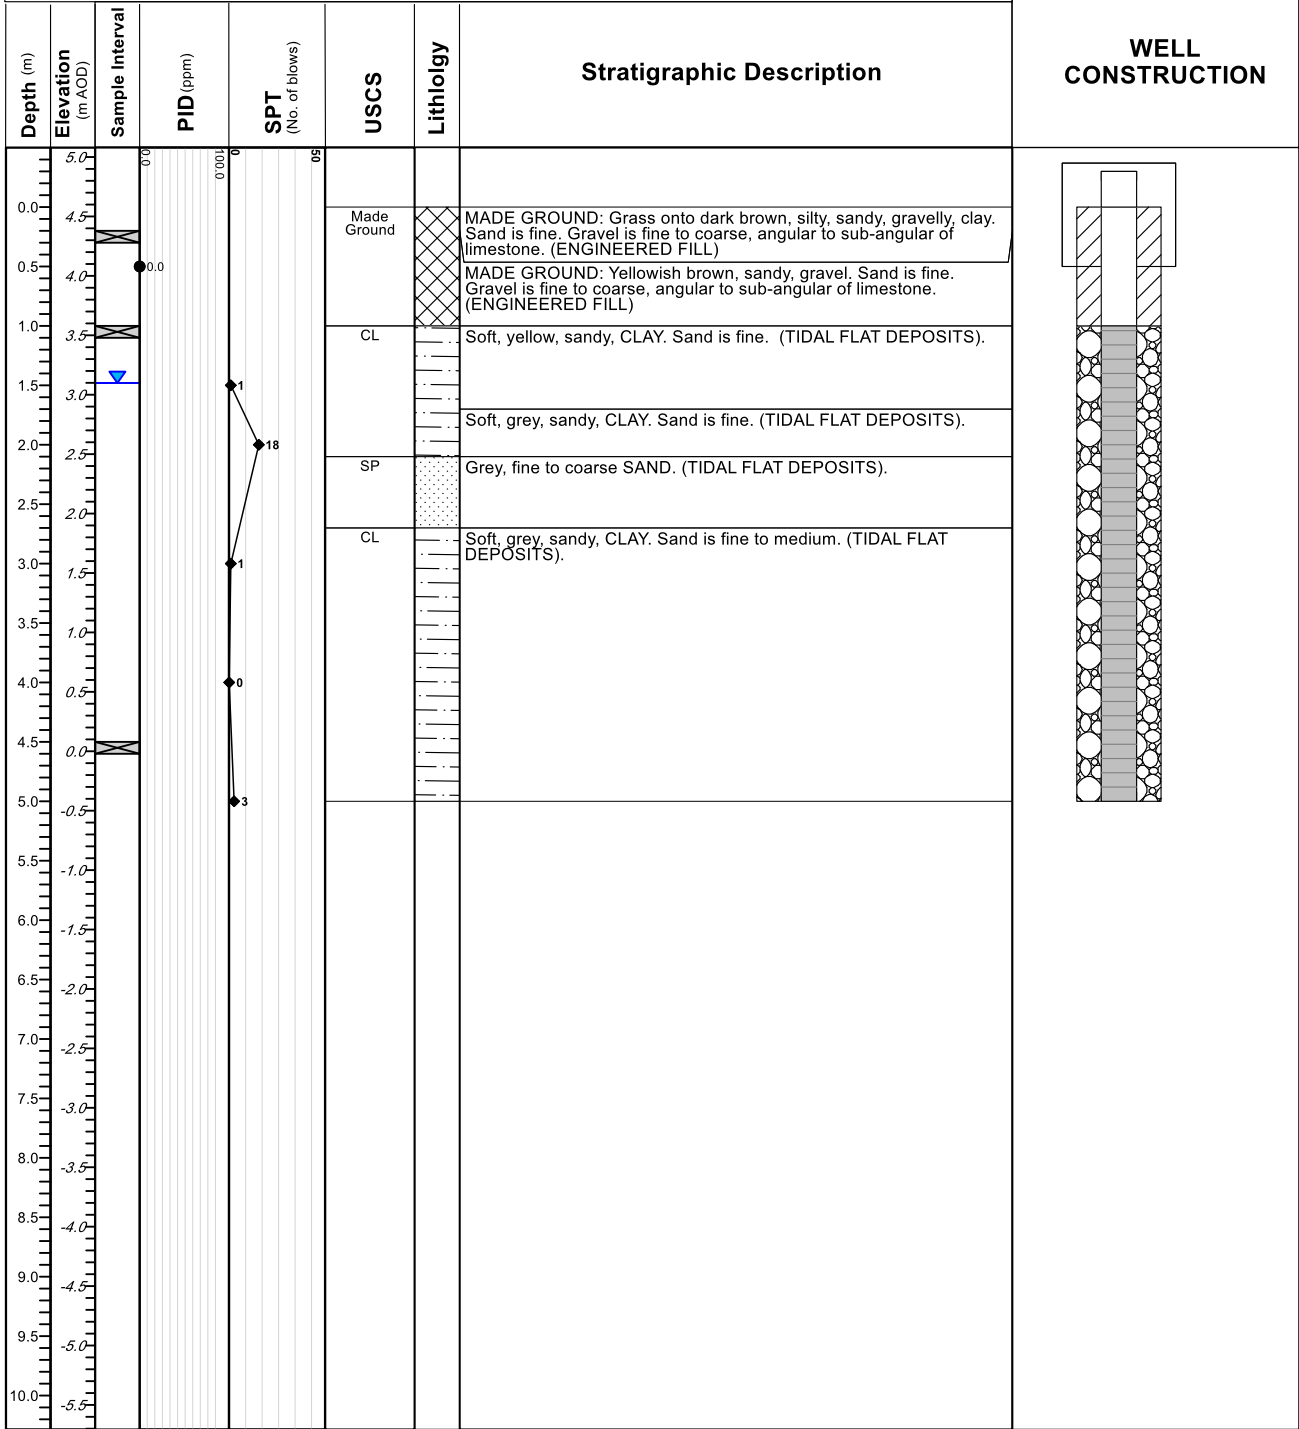 Depth (m)
Elevation
(m AOD)
Sample Interval
PID (ppm)
SPT
(No. of blows)
USCS
Litholgy
Stratigraphic Description
WELL
CONSTRUCTION
0.0
100.0
0
50
5.0
0.0
4.5
0.5
4.0
1.0
3.5
1.5
3.0
2.0
2.5
2.5
2.0
3.0
1.5
3.5
1.0
4.0
0.5
4.5
0.0
5.0
-0.5
5.5
-1.0
6.0
-1.5
6.5
-2.0
7.0
-2.5
7.5
-3.0
8.0
-3.5
8.5
-4.0
9.0
-4.5
9.5
-5.0
10.0
-5.5
0.0
1
18
1
0
3
Made
Ground
MADE GROUND: Grass onto dark brown, silty, sandy, gravelly, clay.
Sand is fine. Gravel is fine to coarse, angular to sub-angular of
limestone. (ENGINEERED FILL)
MADE GROUND: Yellowish brown, sandy, gravel. Sand is fine.
Gravel is fine to coarse, angular to sub-angular of limestone.
(ENGINEERED FILL)
CL
Soft, yellow, sandy, CLAY. Sand is fine. (TIDAL FLAT DEPOSITS).
Soft, grey, sandy, CLAY. Sand is fine. (TIDAL FLAT DEPOSITS).
SP
Grey, fine to coarse SAND. (TIDAL FLAT DEPOSITS).
CL
Soft, grey, sandy, CLAY. Sand is fine to medium. (TIDAL FLAT
DEPOSITS).